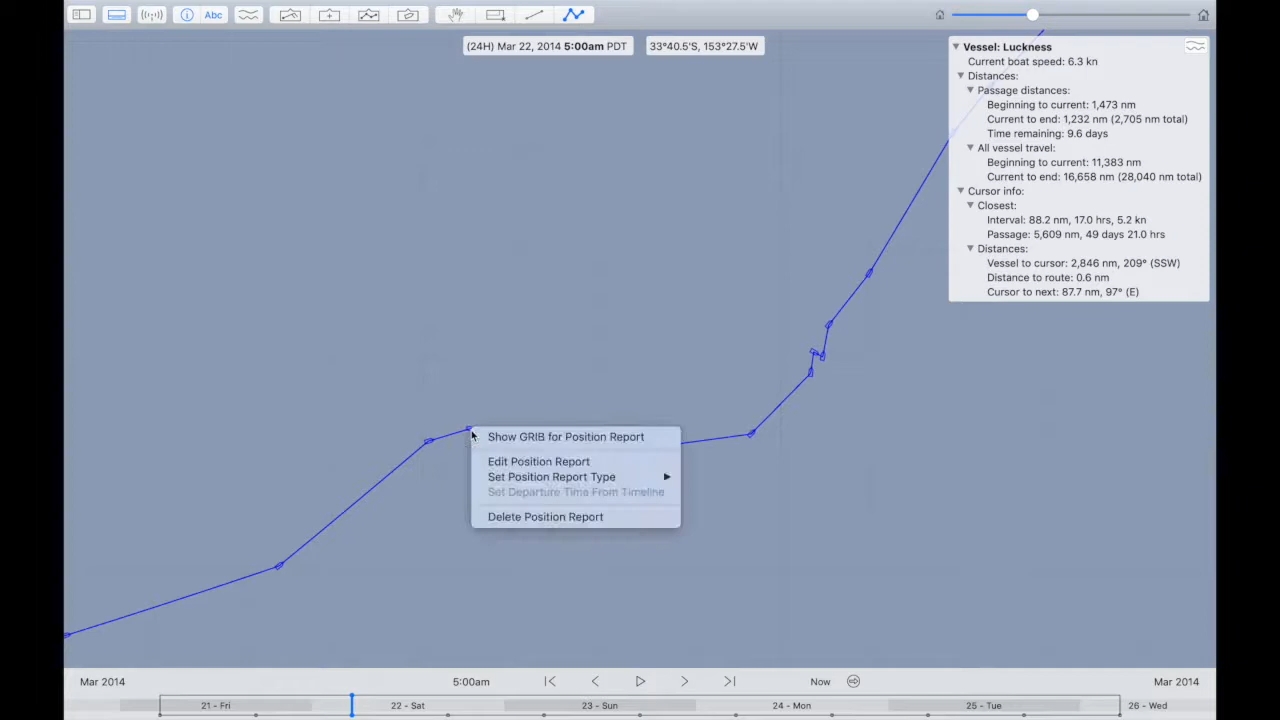 Abc
(24H) Mar 22, 2014 5:00am PDT
33°40.5'S, 153°27.5'W
Vessel: Luckness
Current boat speed: 6.3 kn
Distances:
Passage distances:
Beginning to current: 1,473 nm
Current to end: 1,232 nm (2,705 nm total)
Time remaining: 9.6 days
All vessel travel:
Beginning to current: 11,383 nm
Current to end: 16,658 nm (28,040 nm total)
Cursor info:
Closest:
Interval: 88.2 nm, 17.0 hrs, 5.2 kn
Passage: 5,609 nm, 49 days 21.0 hrs
Distances:
Vessel to cursor: 2,846 nm, 209° (SSW)
Distance to route: 0.6 nm
Cursor to next: 87.7 nm, 97° (E)
Show GRIB for Position Report
Edit Position Report
Set Position Report Type
Set Departure Time From Timeline
Delete Position Report
Mar 2014
5:00am
Now
Mar 2014
21 - Fri
22 - Sat
23 - Sun
24 - Mon
25 - Tue
26 - Wed